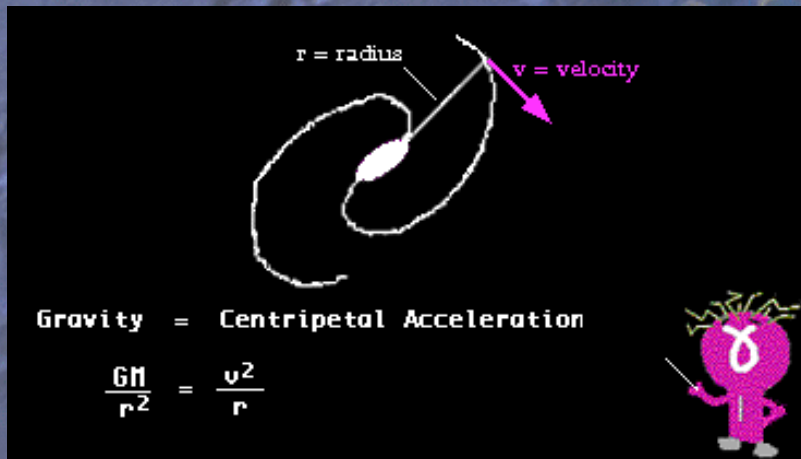 r = radius
v = velocity
Gravity = Centripetal Acceleration
GM/r² = v²/r
γ